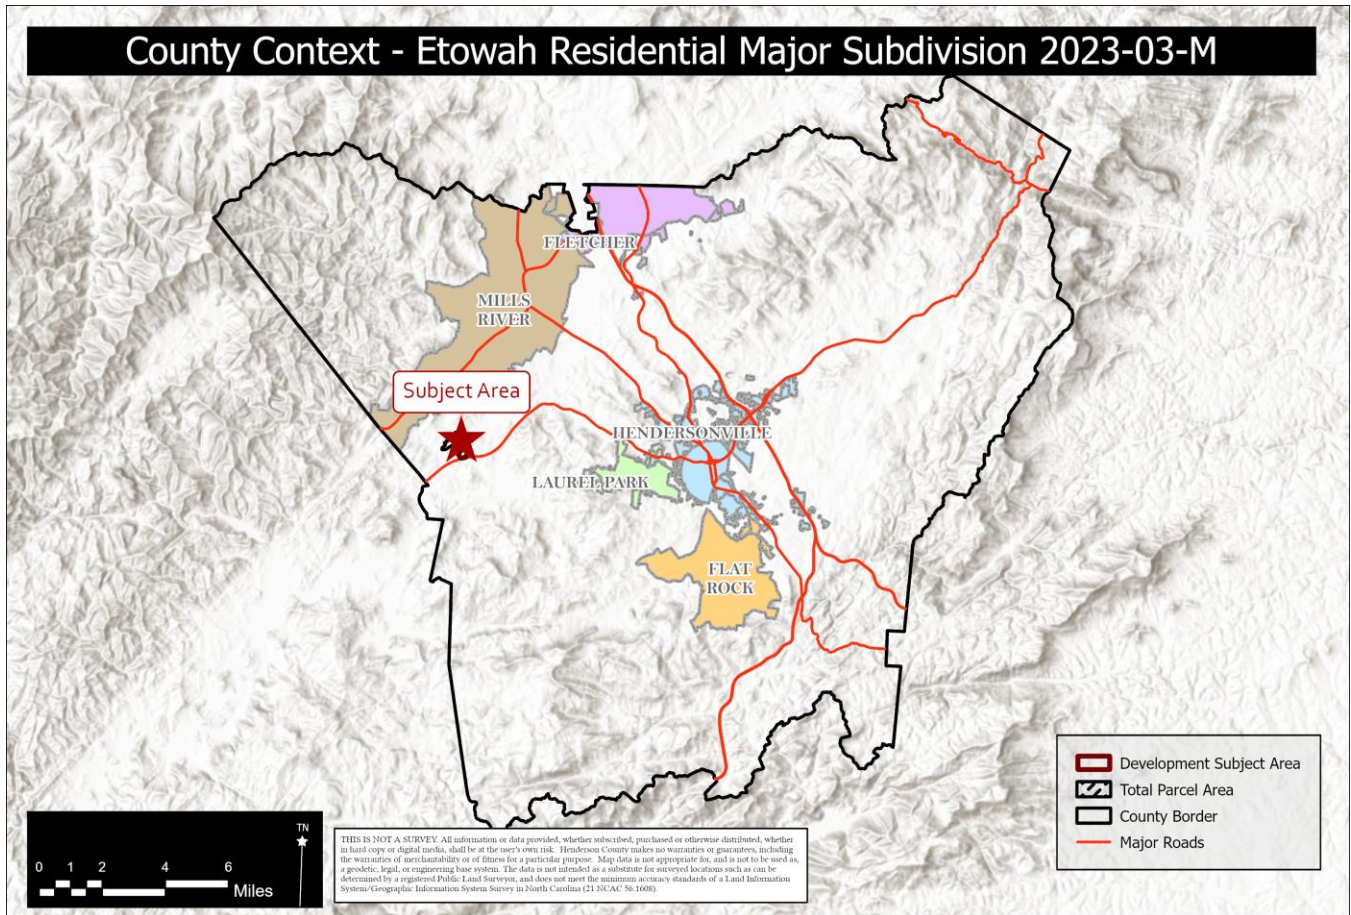 County Context - Etowah Residential Major Subdivision 2023-03-M
FLETCHER
MILLS
RIVER
Subject Area
HENDERSONVILLE
LAUREL PARK
FLAT
ROCK
Development Subject Area
Total Parcel Area
County Border
Major Roads
TN
0 1 2 4 6
Miles
THIS IS NOT A SURVEY. All information or data provided, whether subscribed, purchased or otherwise distributed, whether
in hard copy or digital media, shall be at the user's own risk. Henderson County makes no warranties or guarantees, including
the warranties of merchantability or of fitness for a particular purpose. Map data is not appropriate for, and is not to be used as,
a geodetic, legal, or engineering base system. The data is not intended as a substitute for surveyed locations such as can be
determined by a registered Public Land Surveyor, and does not meet the minimum accuracy standards of a Land Information
System/Geographic Information System Survey in North Carolina (21 NCAC 56.1608).